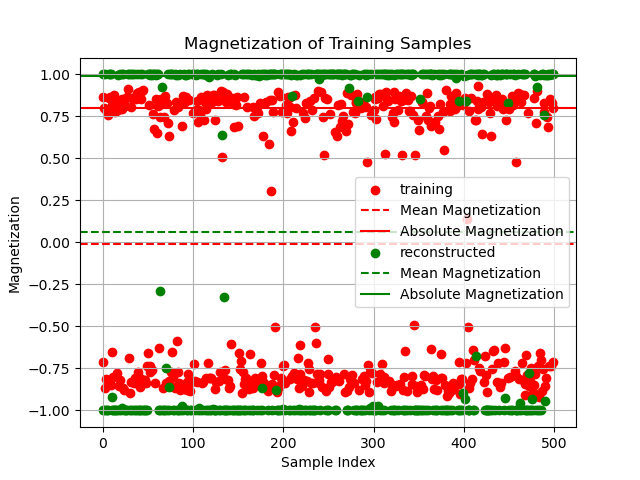 Magnetization of Training Samples
1.00
0.75
0.50
0.25
0.00
−0.25
−0.50
−0.75
−1.00
Magnetization
training
Mean Magnetization
Absolute Magnetization
reconstructed
Mean Magnetization
Absolute Magnetization
0 100 200 300 400 500
Sample Index